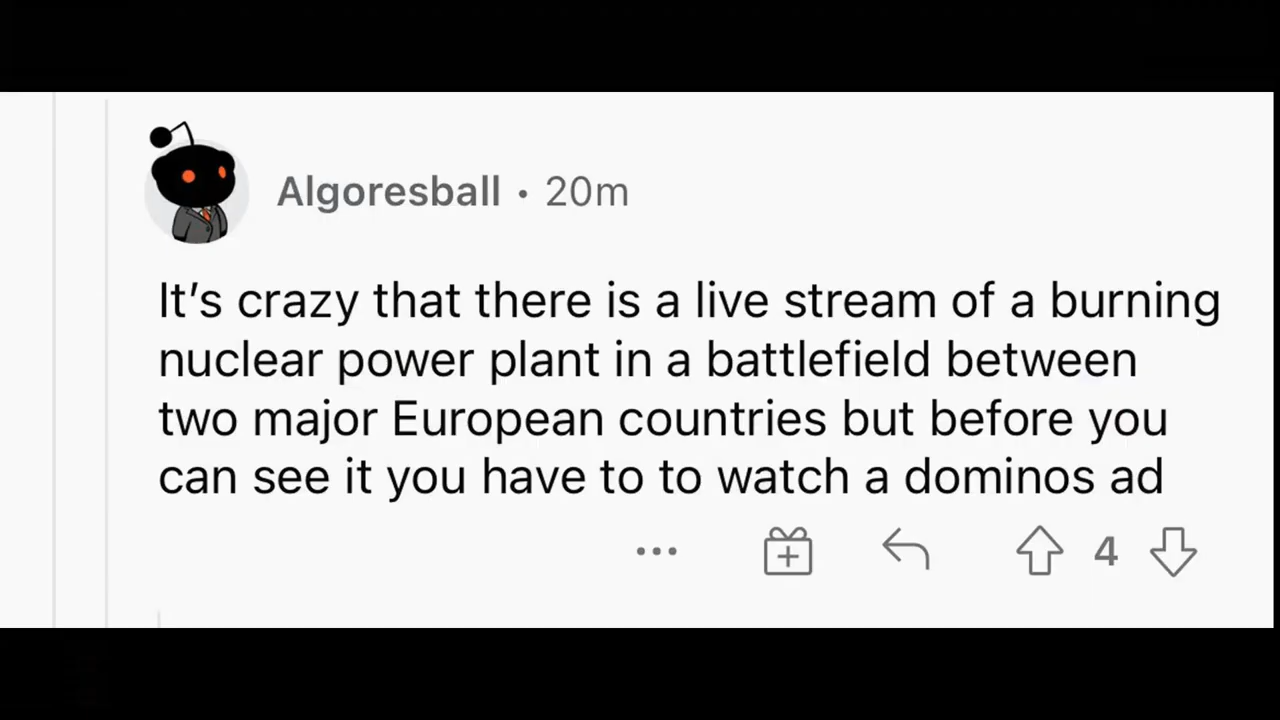 Algoresball • 20m
It’s crazy that there is a live stream of a burning
nuclear power plant in a battlefield between
two major European countries but before you
can see it you have to to watch a dominos ad
4